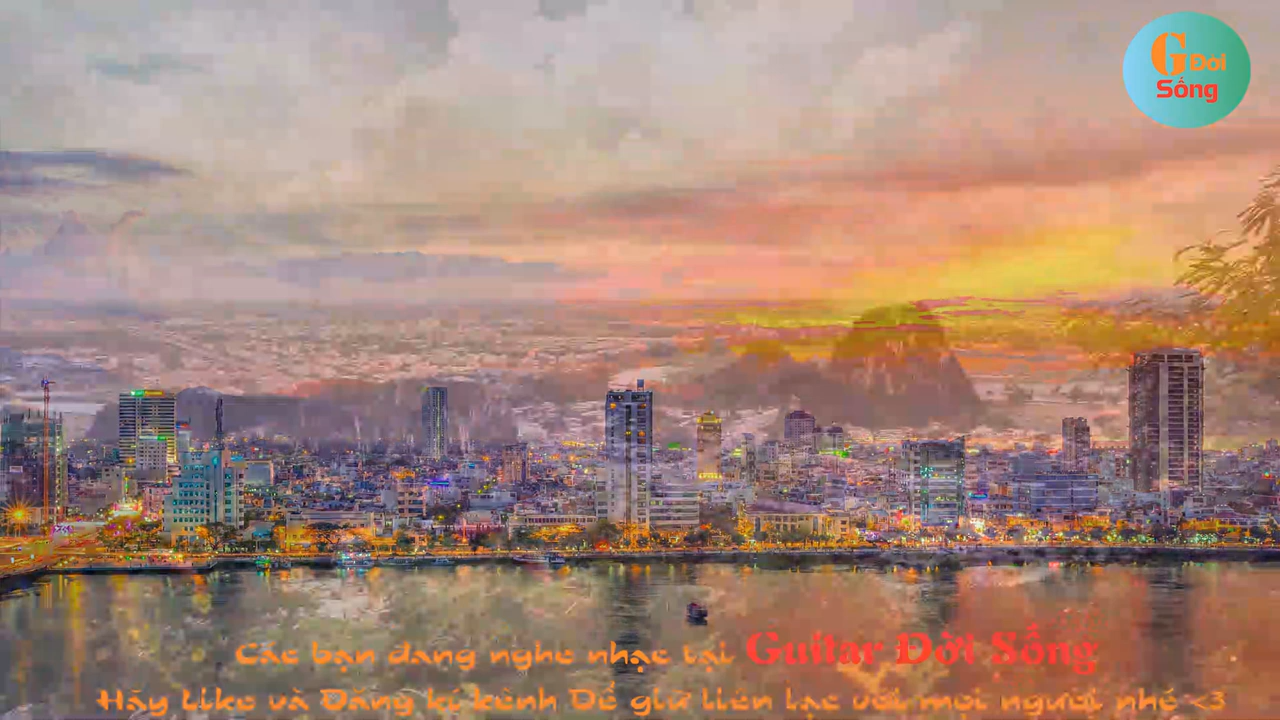 G Đời
Sống
Các bạn đang nghe nhạc tại Guitar Đời Sống
Hãy Like và Đăng kí kênh Để giữ liên lạc với mọi người nhé <3